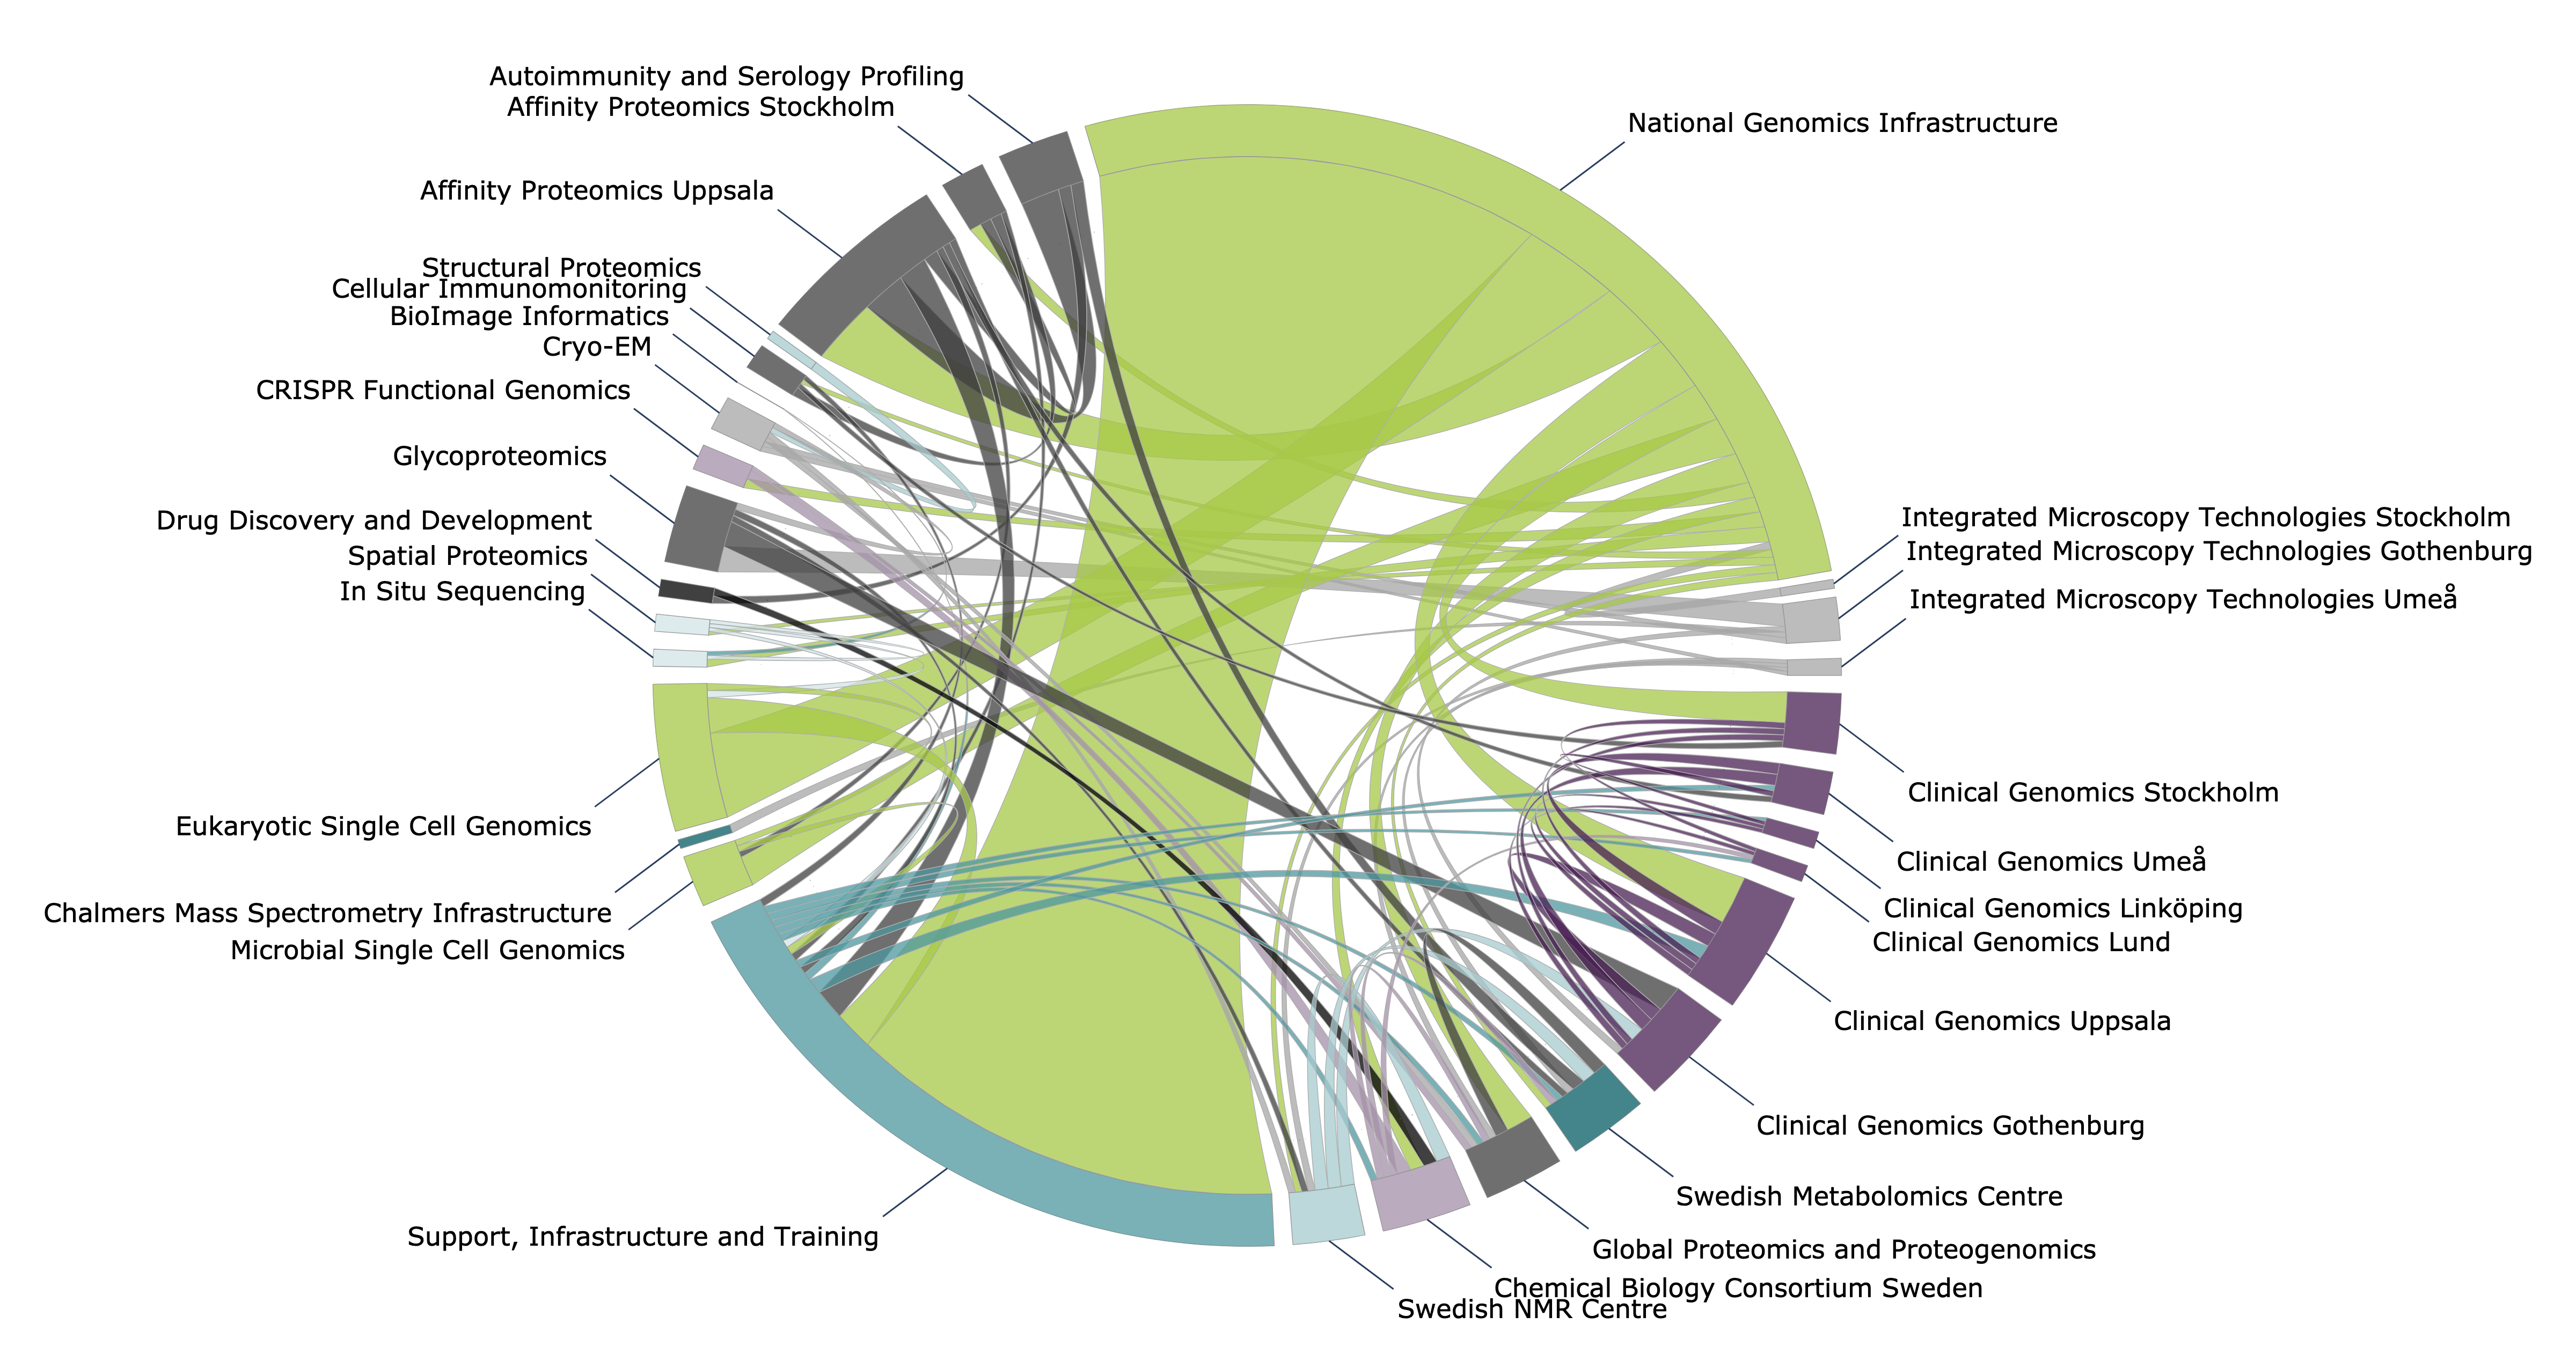 Autoimmunity and Serology Profiling
Affinity Proteomics Stockholm
National Genomics Infrastructure
Affinity Proteomics Uppsala
Structural Proteomics
Cellular Immunomonitoring
BioImage Informatics
Cryo-EM
CRISPR Functional Genomics
Glycoproteomics
Drug Discovery and Development
Spatial Proteomics
In Situ Sequencing
Integrated Microscopy Technologies Stockholm
Integrated Microscopy Technologies Gothenburg
Integrated Microscopy Technologies Umeå
Clinical Genomics Stockholm
Eukaryotic Single Cell Genomics
Clinical Genomics Umeå
Clinical Genomics Linköping
Chalmers Mass Spectrometry Infrastructure
Clinical Genomics Lund
Microbial Single Cell Genomics
Clinical Genomics Uppsala
Clinical Genomics Gothenburg
Swedish Metabolomics Centre
Support, Infrastructure and Training
Global Proteomics and Proteogenomics
Chemical Biology Consortium Sweden
Swedish NMR Centre